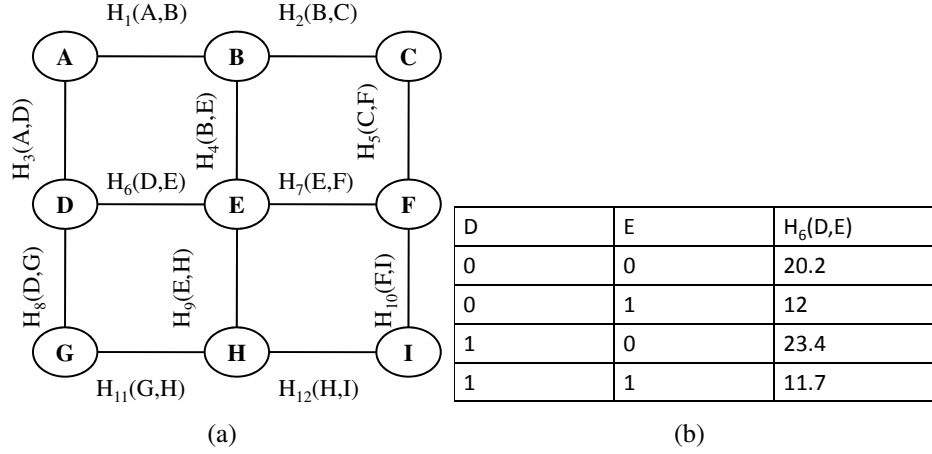 H₁(A,B) H₂(B,C)
A B C
H₃(A,D) H₄(B,E) H₅(C,F)
H₆(D,E) H₇(E,F)
D E F
H₈(D,G) H₉(E,H) H₁₀(F,I)
G H I
H₁₁(G,H) H₁₂(H,I)
(a)
D E H₆(D,E)
0 0 20.2
0 1 12
1 0 23.4
1 1 11.7
(b)